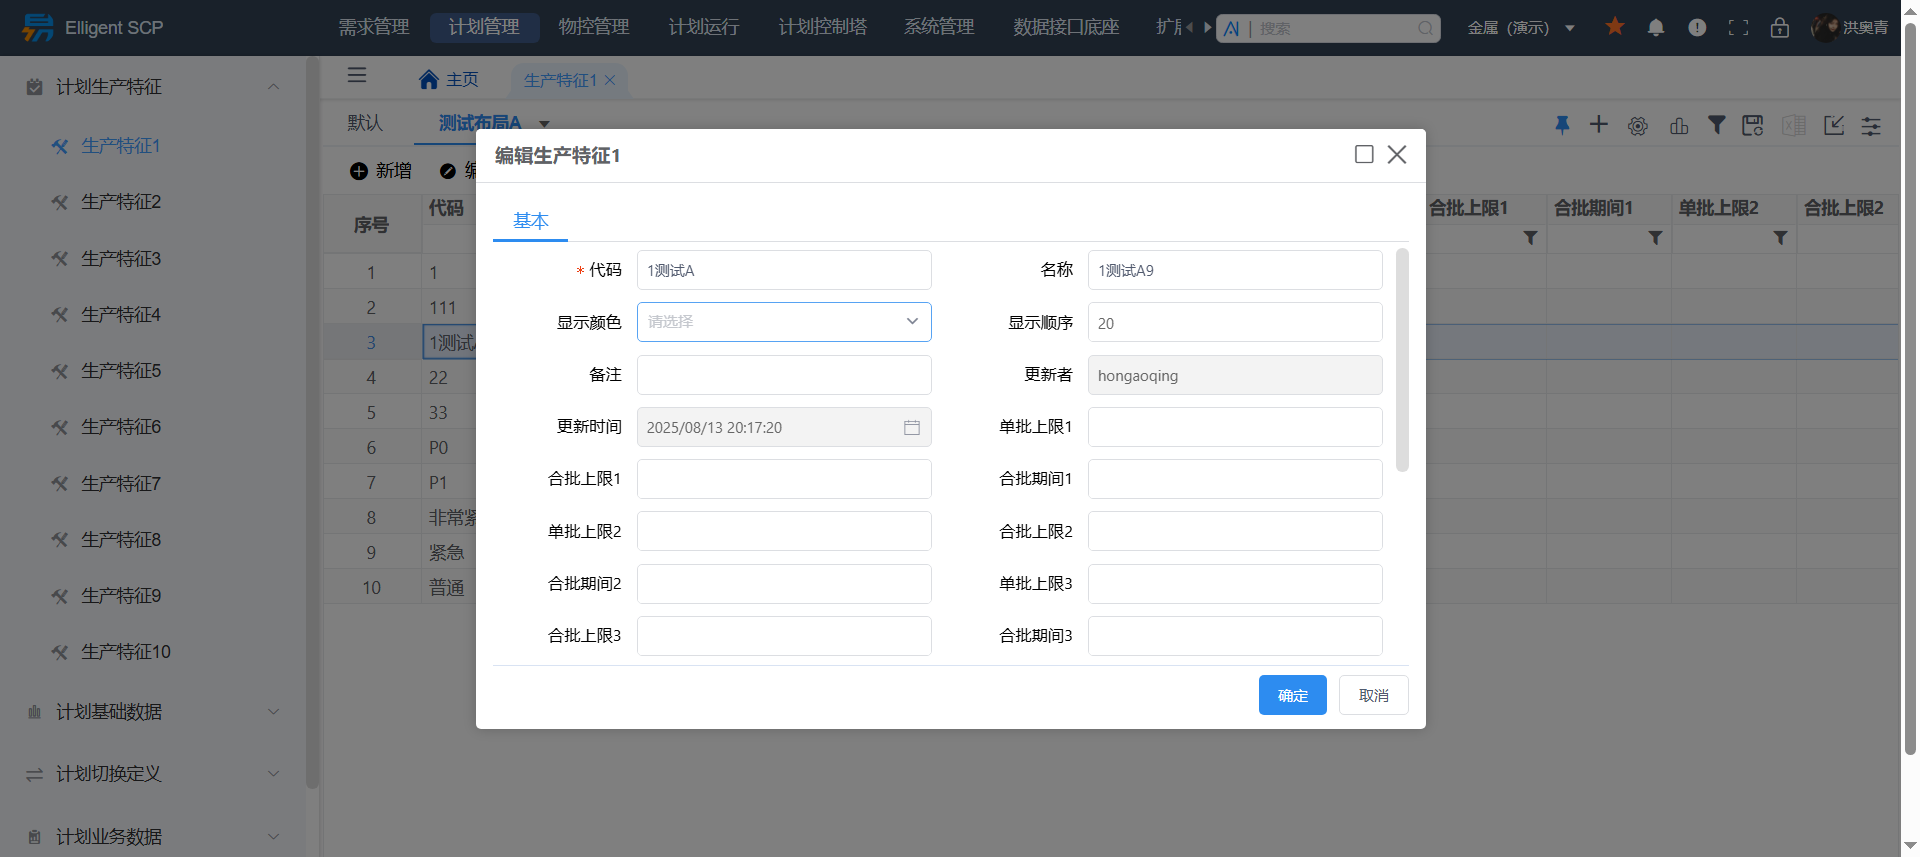 Elligent SCP
需求管理 计划管理 物控管理 计划运行 计划控制塔 系统管理 数据接口底座
AI | 搜索
金属（演示）
洪奥青
计划生产特征
生产特征1
生产特征2
生产特征3
生产特征4
生产特征5
生产特征6
生产特征7
生产特征8
生产特征9
生产特征10
计划基础数据
计划切换定义
计划业务数据
主页 生产特征1
默认 测试布局A
新增
序号 代码 合批上限1 合批期间1 单批上限2 合批上限2
1 1
2 111
3 1测试
4 22
5 33
6 P0
7 P1
8 非常紧
9 紧急
10 普通
编辑生产特征1
基本
* 代码 1测试A 名称 1测试A9
显示颜色 请选择 显示顺序 20
备注 更新者 hongaoqing
更新时间 2025/08/13 20:17:20 单批上限1
合批上限1 合批期间1
单批上限2 合批上限2
合批期间2 单批上限3
合批上限3 合批期间3
确定 取消